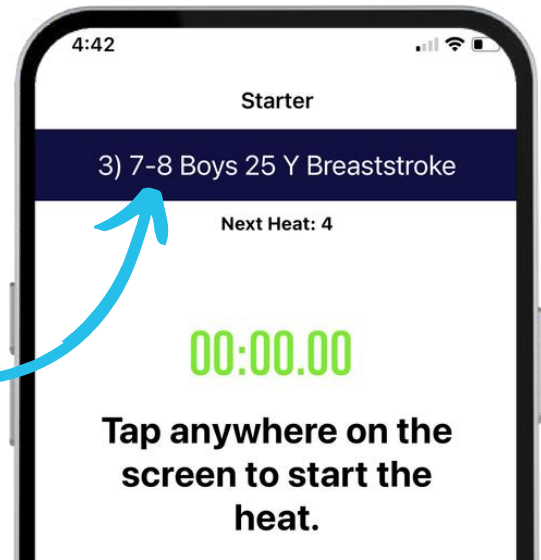 4:42
Starter
3) 7-8 Boys 25 Y Breaststroke
Next Heat: 4
00:00.00
Tap anywhere on the
screen to start the
heat.